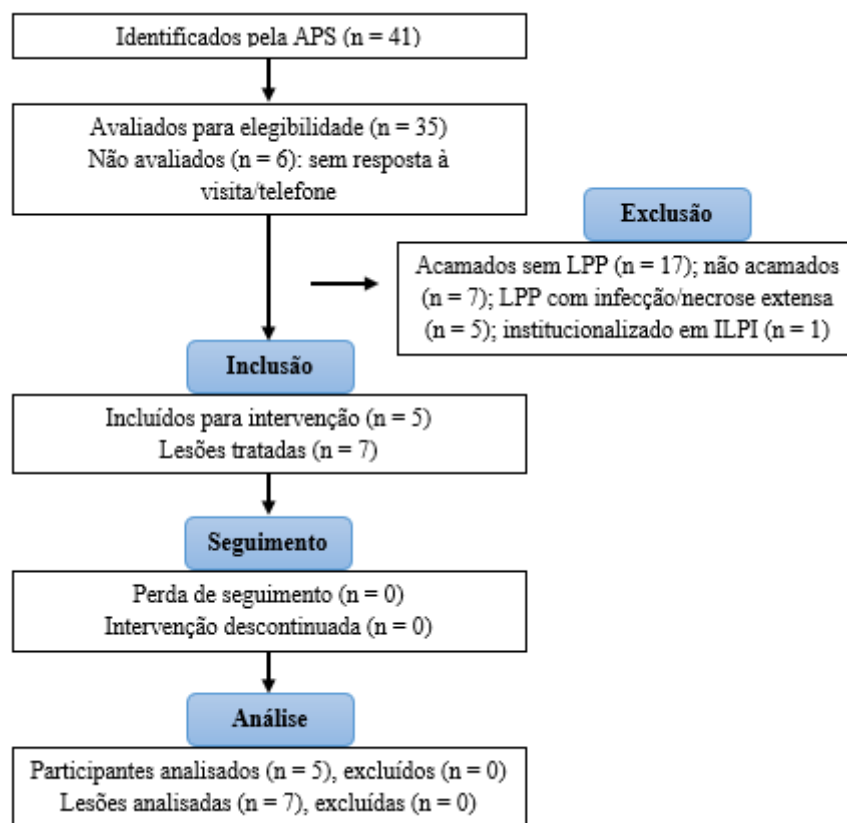 Identificados pela APS (n = 41)
Avaliados para elegibilidade (n = 35)
Não avaliados (n = 6): sem resposta à
visita/telefone
Exclusão
Acamados sem LPP (n = 17); não acamados
(n = 7); LPP com infecção/necrose extensa
(n = 5); institucionalizado em ILPI (n = 1)
Inclusão
Incluídos para intervenção (n = 5)
Lesões tratadas (n = 7)
Seguimento
Perda de seguimento (n = 0)
Intervenção descontinuada (n = 0)
Análise
Participantes analisados (n = 5), excluídos (n = 0)
Lesões analisadas (n = 7), excluídas (n = 0)